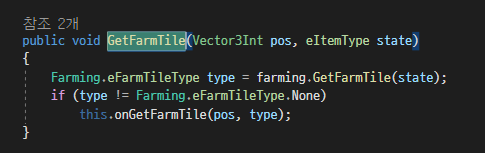 참조 2개
public void GetFarmTile(Vector3Int pos, eItemType state)
{
    Farming.eFarmTileType type = farming.GetFarmTile(state);
    if (type != Farming.eFarmTileType.None)
        this.onGetFarmTile(pos, type);
}